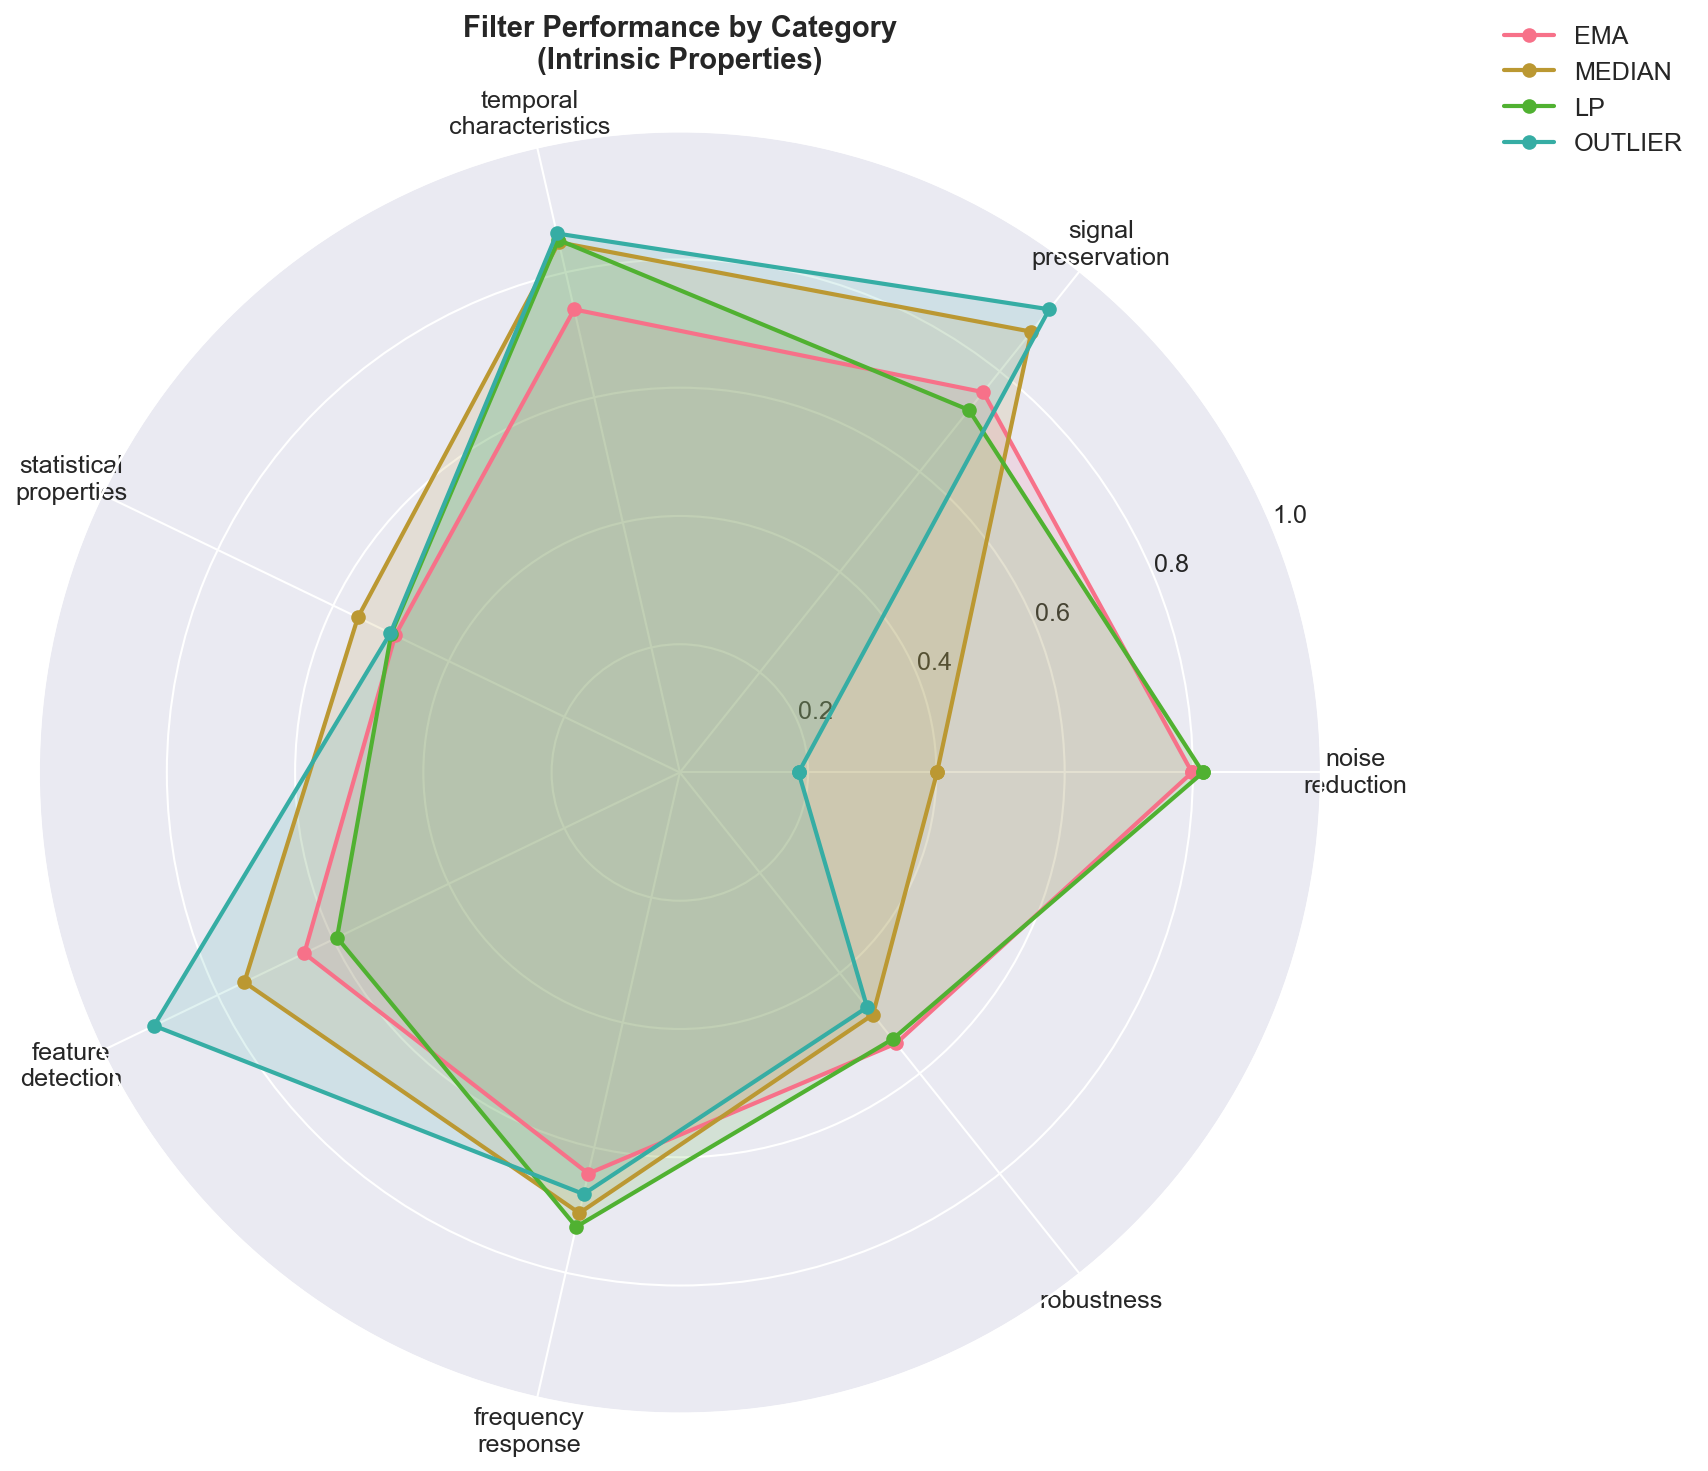 Filter Performance by Category
(Intrinsic Properties)
EMA
MEDIAN
LP
OUTLIER
temporal
characteristics
signal
preservation
statistical
properties
1.0
0.8
0.6
0.4
0.2
noise
reduction
feature
detection
robustness
frequency
response